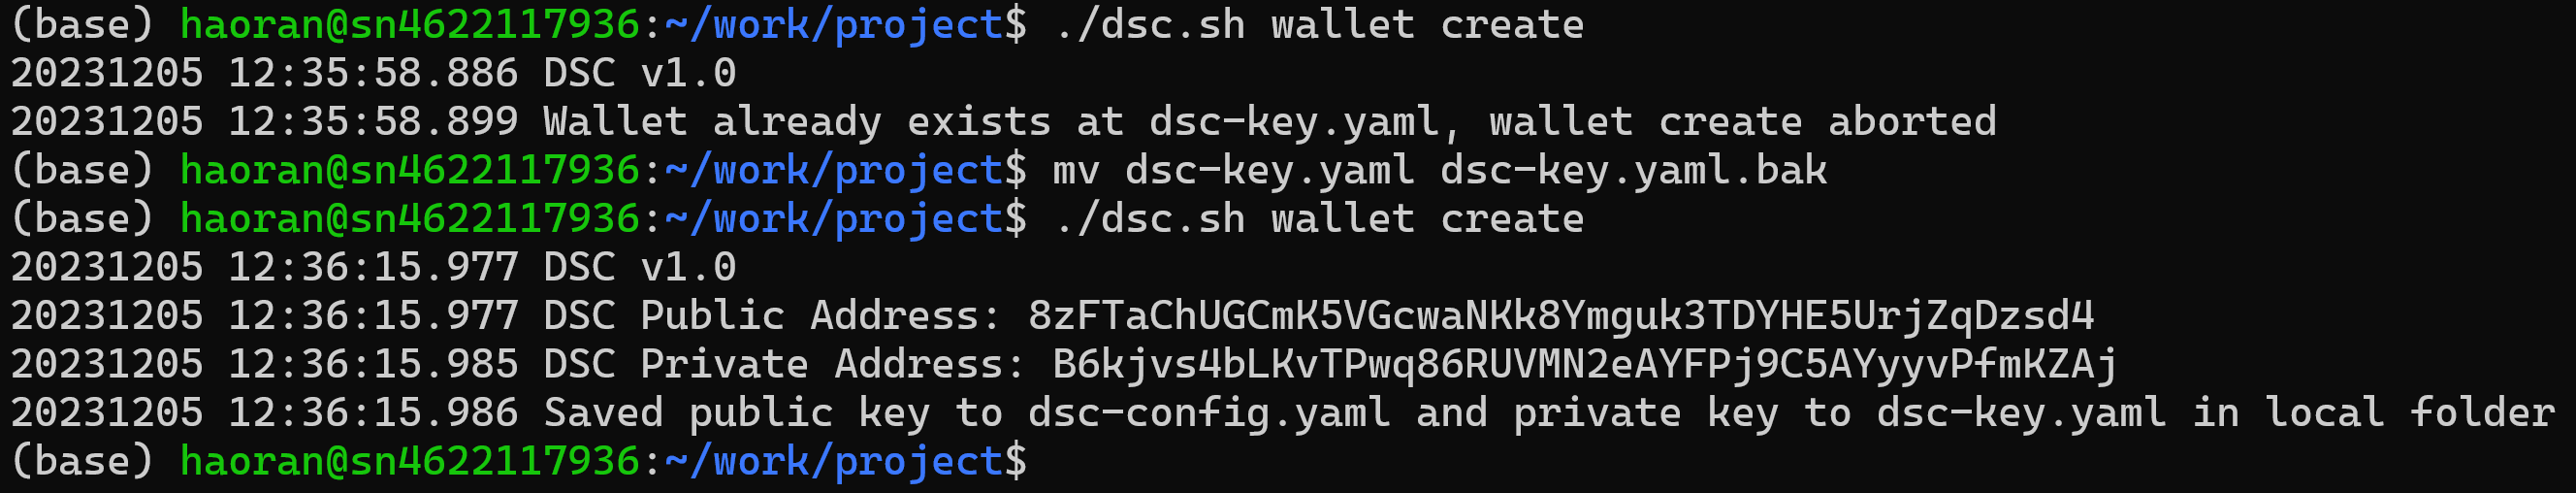 (base) haoran@sn4622117936:~/work/project$ ./dsc.sh wallet create
20231205 12:35:58.886 DSC v1.0
20231205 12:35:58.899 Wallet already exists at dsc-key.yaml, wallet create aborted
(base) haoran@sn4622117936:~/work/project$ mv dsc-key.yaml dsc-key.yaml.bak
(base) haoran@sn4622117936:~/work/project$ ./dsc.sh wallet create
20231205 12:36:15.977 DSC v1.0
20231205 12:36:15.977 DSC Public Address: 8zFTaChUGCmK5VGcwaNKk8Ymguk3TDYHE5UrjZqDzsd4
20231205 12:36:15.985 DSC Private Address: B6kjvs4bLKvTPwq86RUVMN2eAYFPj9C5AYyyvPfmKZAj
20231205 12:36:15.986 Saved public key to dsc-config.yaml and private key to dsc-key.yaml in local folder
(base) haoran@sn4622117936:~/work/project$